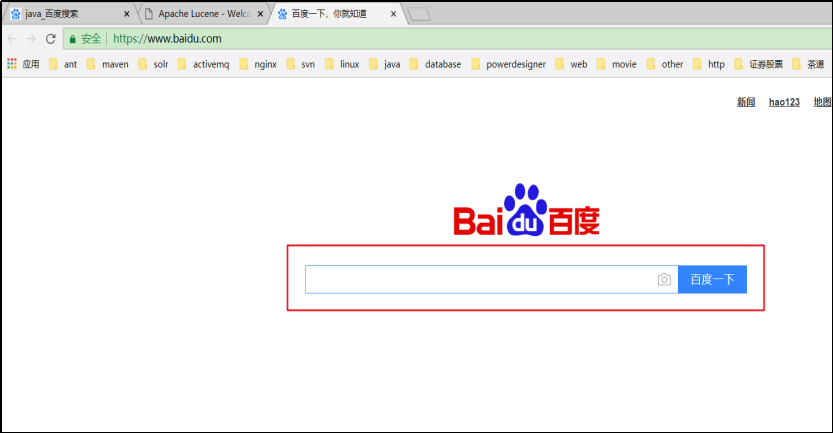 java_百度搜索
Apache Lucene - Welc
百度一下，你就知道
安全 https://www.baidu.com
应用 ant maven solr activemq nginx svn linux java database powerdesigner web movie other http 证券股票 茶道
新闻 hao123 地图
Bai du 百度
百度一下